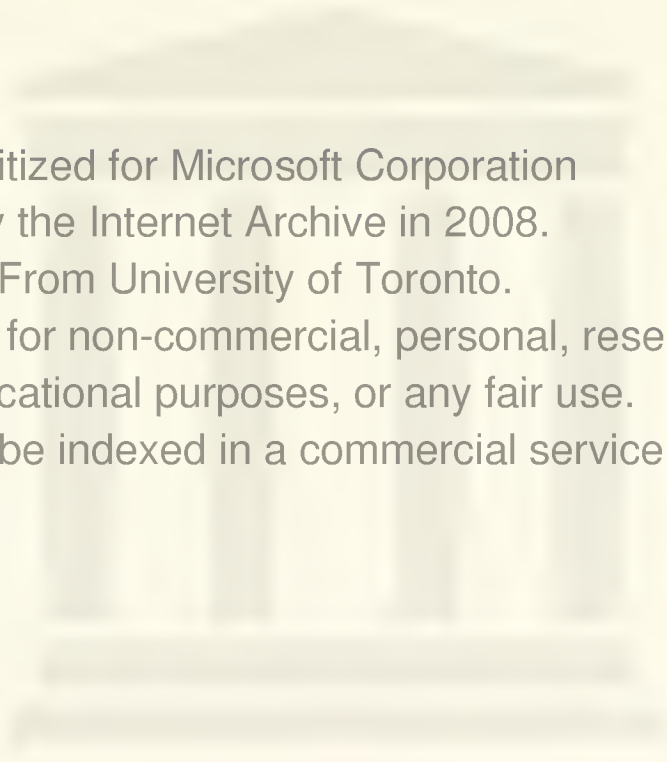 itized for Microsoft Corporation
the Internet Archive in 2008.
From University of Toronto.
for non-commercial, personal, rese
cational purposes, or any fair use.
be indexed in a commercial service